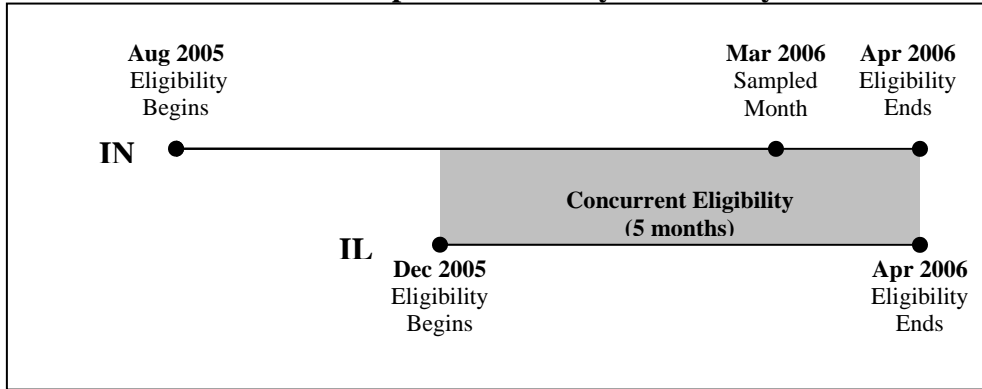 Aug 2005
Eligibility
Begins
Mar 2006
Sampled
Month
Apr 2006
Eligibility
Ends
IN
Concurrent Eligibility
(5 months)
IL
Dec 2005
Eligibility
Begins
Apr 2006
Eligibility
Ends